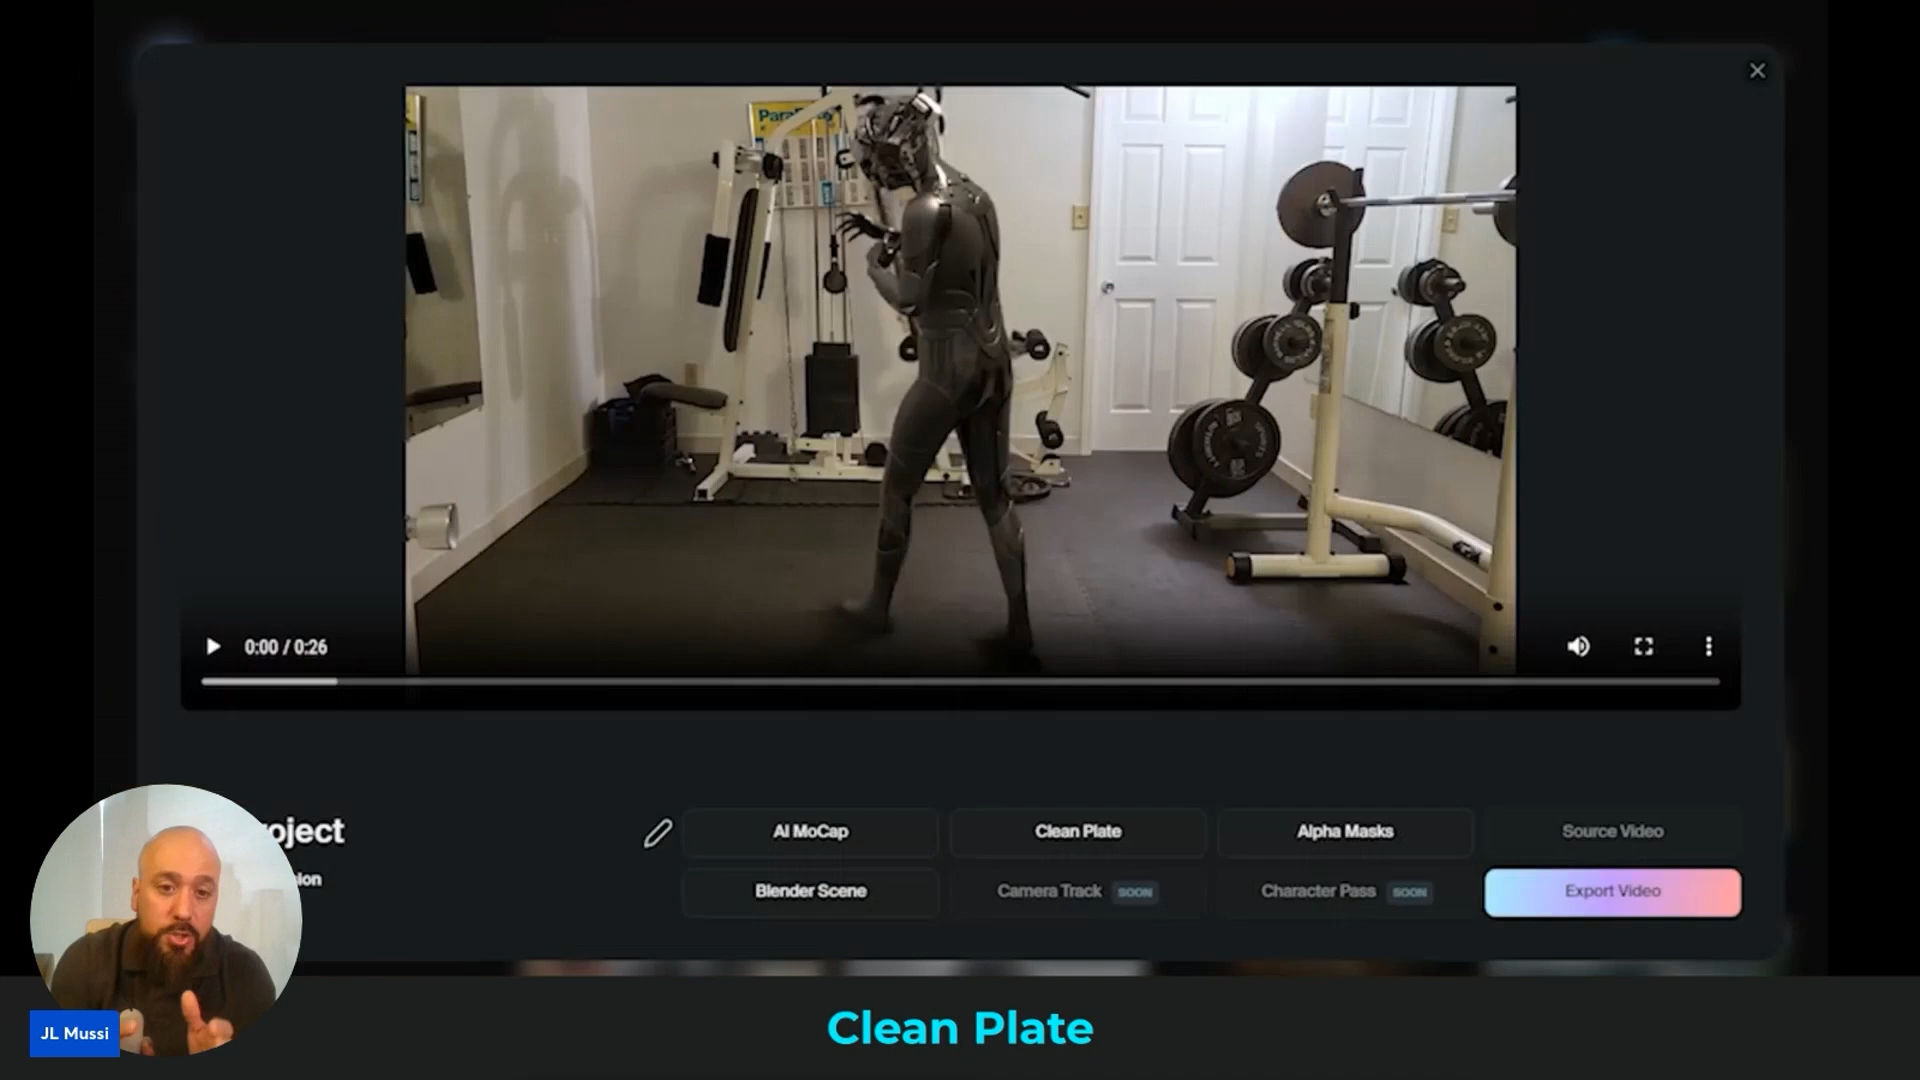 0:00 / 0:26
oject
ion
AI MoCap
Clean Plate
Alpha Masks
Source Video
Blender Scene
Camera Track SOON
Character Pass SOON
Export Video
JL Mussi
Clean Plate